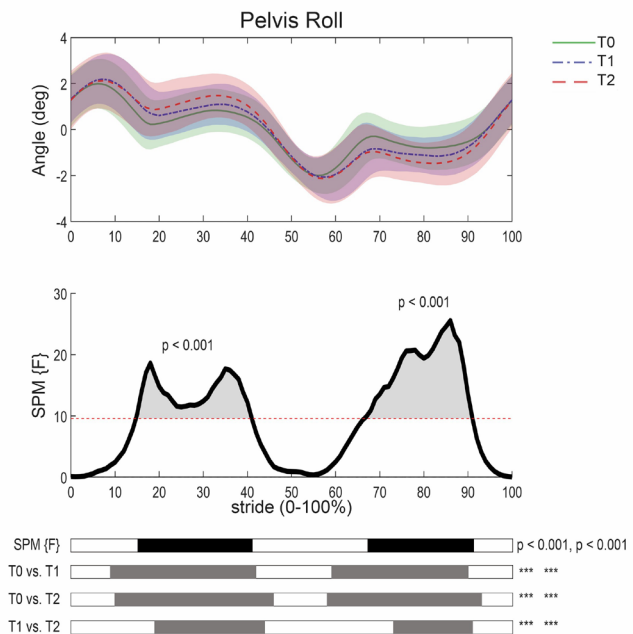 Pelvis Roll
4
2
0
-2
-4
Angle (deg)
0 10 20 30 40 50 60 70 80 90 100
T0
T1
T2
30
20
10
0
SPM {F}
p < 0.001
p < 0.001
0 10 20 30 40 50 60 70 80 90 100
stride (0-100%)
SPM {F} p < 0.001, p < 0.001
T0 vs. T1 *** ***
T0 vs. T2 *** ***
T1 vs. T2 *** ***